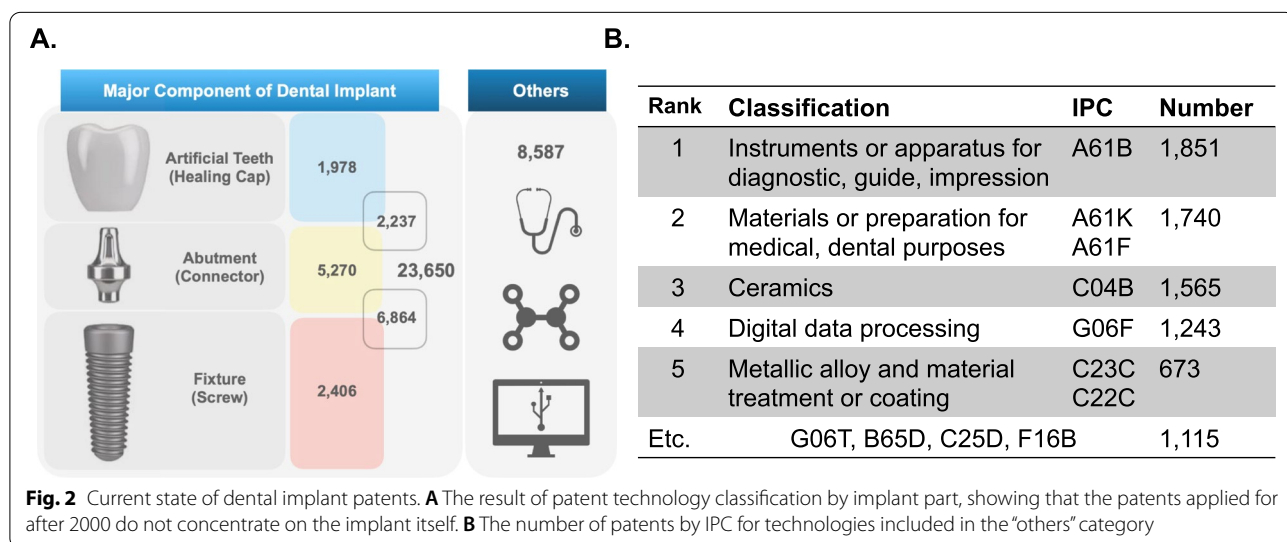 A.
Major Component of Dental Implant
Others
Artificial Teeth
(Healing Cap)
1,978
2,237
Abutment
(Connector)
5,270
23,650
6,864
Fixture
(Screw)
2,406
8,587
B.
Rank Classification IPC Number
1 Instruments or apparatus for A61B 1,851
diagnostic, guide, impression
2 Materials or preparation for A61K 1,740
medical, dental purposes A61F
3 Ceramics C04B 1,565
4 Digital data processing G06F 1,243
5 Metallic alloy and material C23C 673
treatment or coating C22C
Etc. G06T, B65D, C25D, F16B 1,115
Fig. 2 Current state of dental implant patents. A The result of patent technology classification by implant part, showing that the patents applied for
after 2000 do not concentrate on the implant itself. B The number of patents by IPC for technologies included in the “others” category